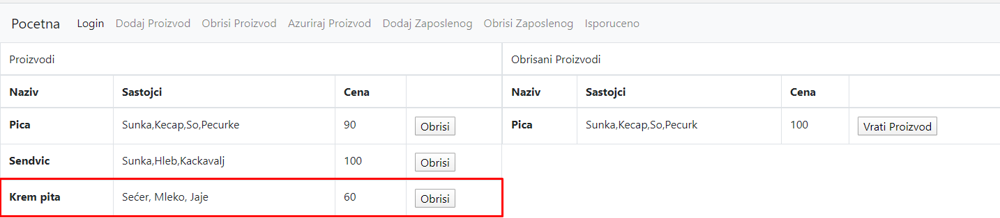 Pocetna Login Dodaj Proizvod Obrisi Proizvod Azuriraj Proizvod Dodaj Zaposlenog Obrisi Zaposlenog Isporuceno
Proizvodi
Naziv Sastojci Cena
Pica Sunka,Kecap,So,Pecurke 90 Obrisi
Sendvic Sunka,Hleb,Kackavalj 100 Obrisi
Krem pita Sećer, Mleko, Jaje 60 Obrisi
Obrisani Proizvodi
Naziv Sastojci Cena
Pica Sunka,Kecap,So,Pecurk 100 Vrati Proizvod